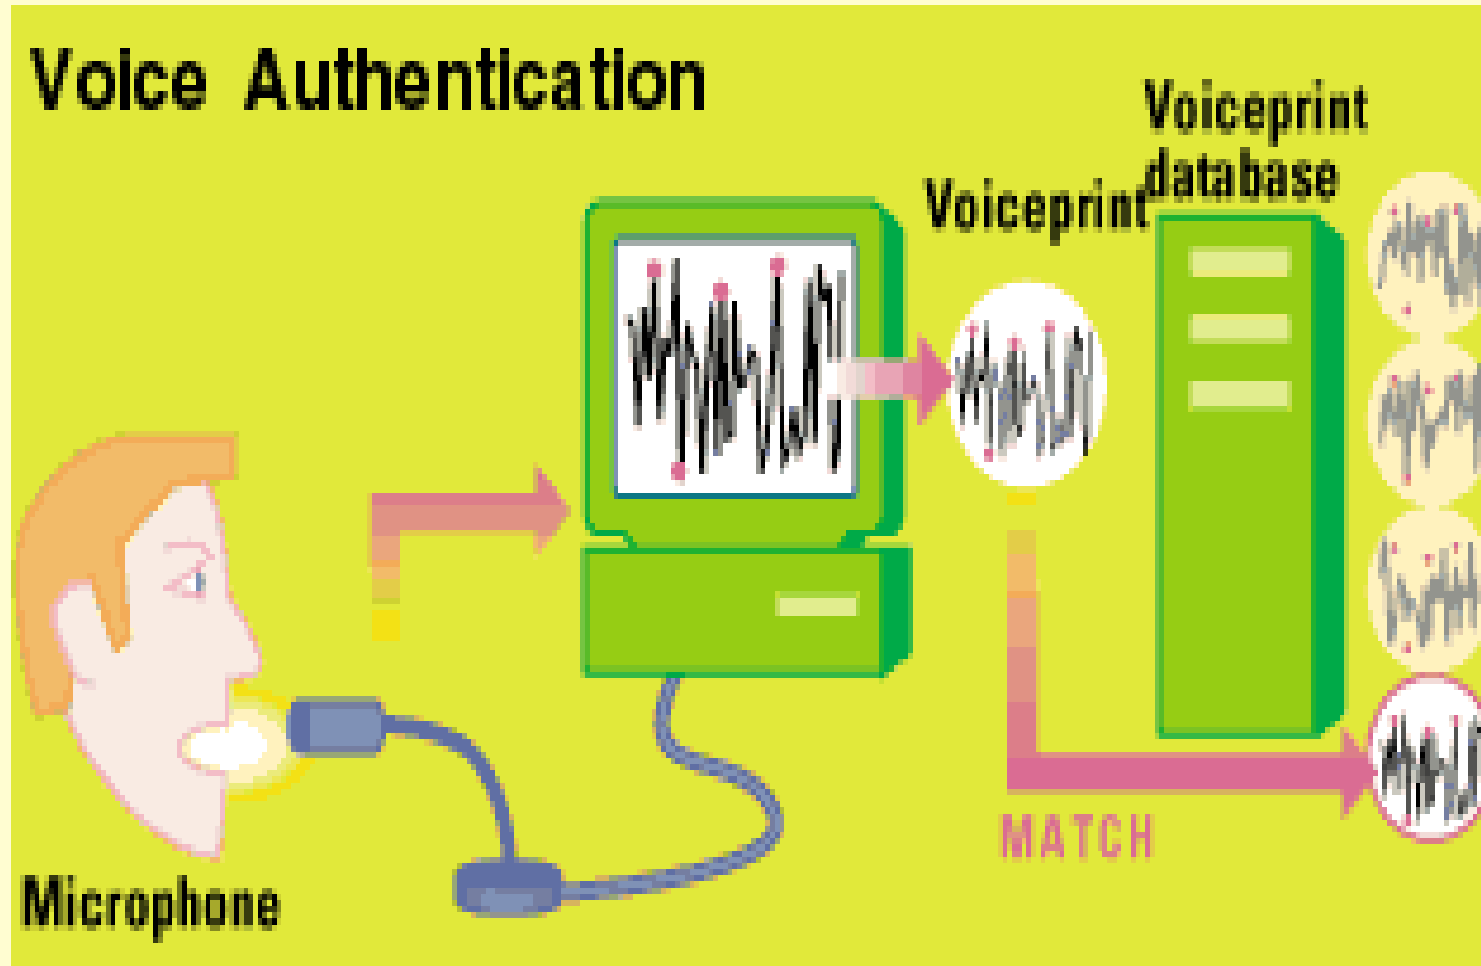 Voice Authentication
Voiceprint
database
Voiceprint
MATCH
Microphone